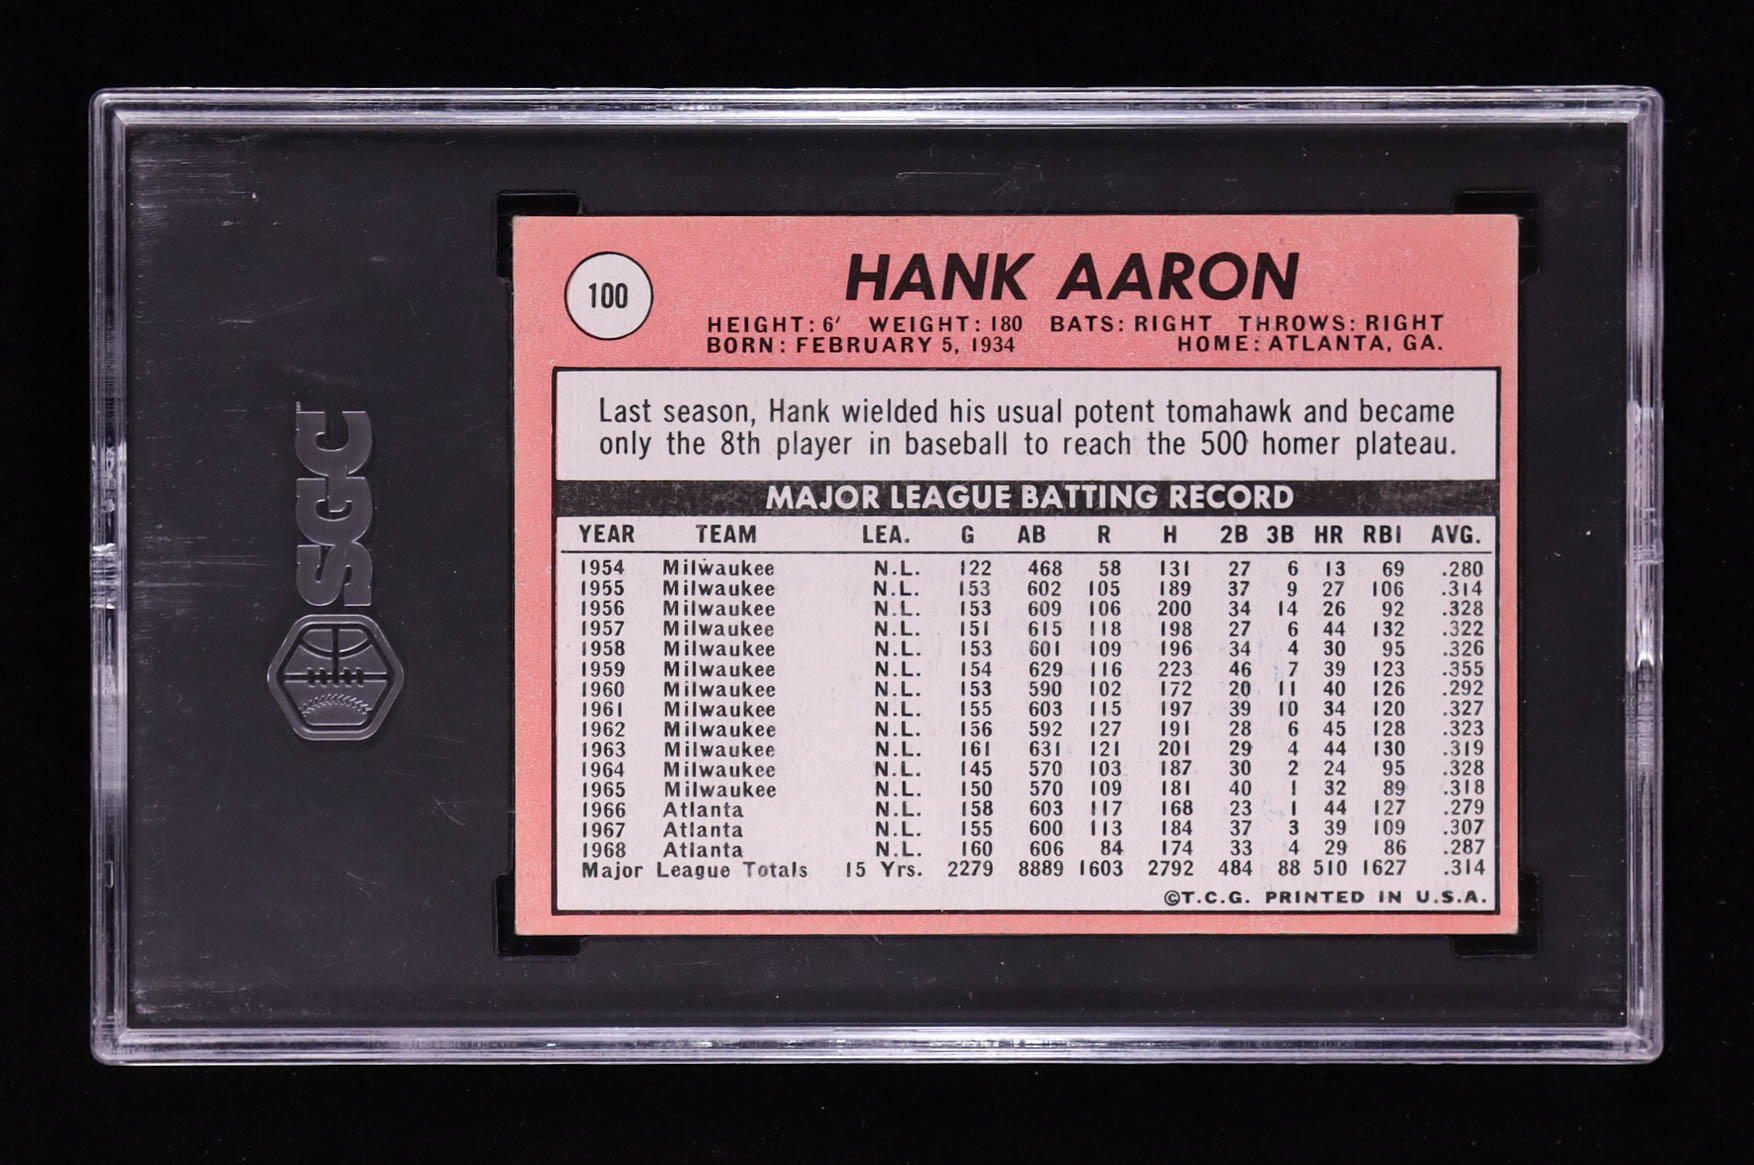 SGC
100
HANK AARON
HEIGHT: 6' WEIGHT: 180 BATS: RIGHT THROWS: RIGHT
BORN: FEBRUARY 5, 1934 HOME: ATLANTA, GA.
Last season, Hank wielded his usual potent tomahawk and became
only the 8th player in baseball to reach the 500 homer plateau.
MAJOR LEAGUE BATTING RECORD
YEAR TEAM LEA. G AB R H 2B 3B HR RBI AVG.
1954 Milwaukee N.L. 122 468 58 131 27 6 13 69 .280
1955 Milwaukee N.L. 153 602 105 189 37 9 27 106 .314
1956 Milwaukee N.L. 153 609 106 200 34 14 26 92 .328
1957 Milwaukee N.L. 151 615 118 198 27 6 44 132 .322
1958 Milwaukee N.L. 153 601 109 196 34 4 30 95 .326
1959 Milwaukee N.L. 154 629 116 223 46 7 39 123 .355
1960 Milwaukee N.L. 153 590 102 172 20 11 40 126 .292
1961 Milwaukee N.L. 155 603 115 197 39 10 34 120 .327
1962 Milwaukee N.L. 156 592 127 191 28 6 45 128 .323
1963 Milwaukee N.L. 161 631 121 201 29 4 44 130 .319
1964 Milwaukee N.L. 145 570 103 187 30 2 24 95 .328
1965 Milwaukee N.L. 150 570 109 181 40 1 32 89 .318
1966 Atlanta N.L. 158 603 117 168 23 1 44 127 .279
1967 Atlanta N.L. 155 600 113 184 37 3 39 109 .307
1968 Atlanta N.L. 160 606 84 174 33 4 29 86 .287
Major League Totals 15 Yrs. 2279 8889 1603 2792 484 88 510 1627 .314
©T.C.G. PRINTED IN U.S.A.